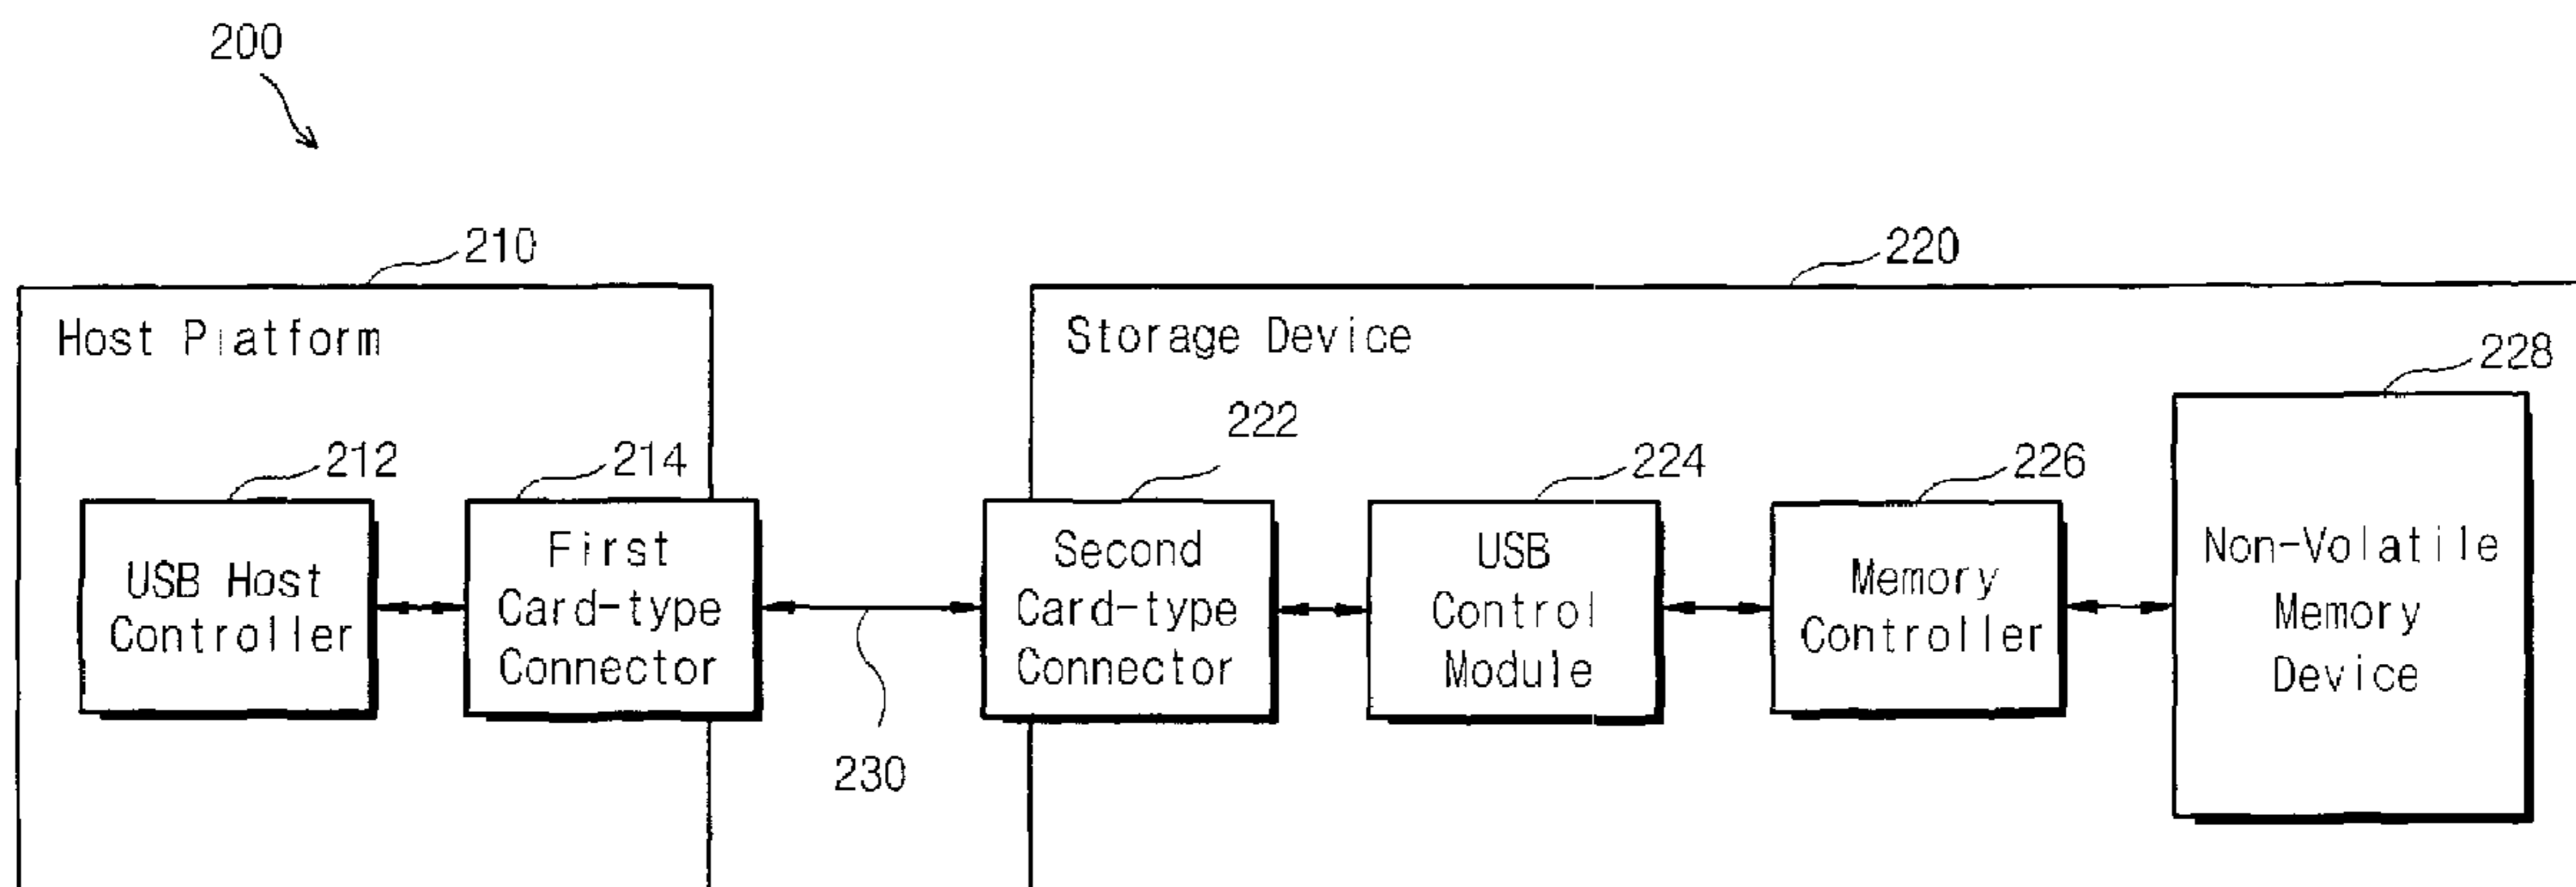 200
210
220
Host Platform
Storage Device
228
222
212
214
224
226
USB Host
Controller
First
Card-type
Connector
Second
Card-type
Connector
USB
Control
Module
Memory
Controller
Non-Volatile
Memory
Device
230